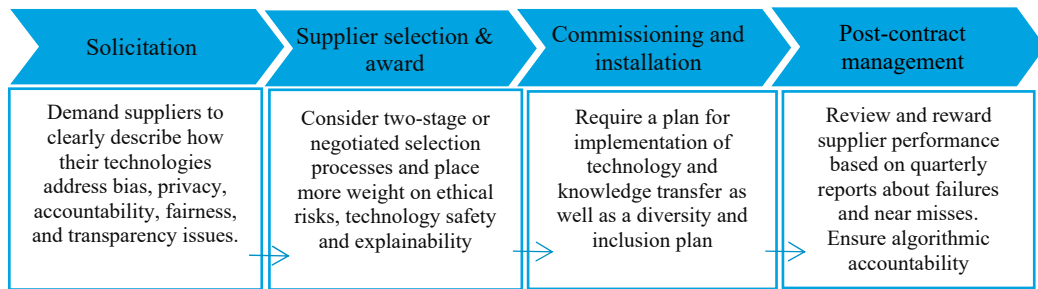 Solicitation
Supplier selection &
award
Commissioning and
installation
Post-contract
management
Demand suppliers to
clearly describe how
their technologies
address bias, privacy,
accountability, fairness,
and transparency issues.
Consider two-stage or
negotiated selection
processes and place
more weight on ethical
risks, technology safety
and explainability
Require a plan for
implementation of
technology and
knowledge transfer as
well as a diversity and
inclusion plan
Review and reward
supplier performance
based on quarterly
reports about failures
and near misses.
Ensure algorithmic
accountability